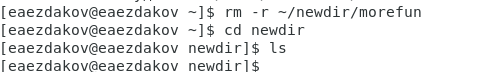 [eaezdakov@eaezdakov ~]$ rm -r ~/newdir/morefun
[eaezdakov@eaezdakov ~]$ cd newdir
[eaezdakov@eaezdakov newdir]$ ls
[eaezdakov@eaezdakov newdir]$